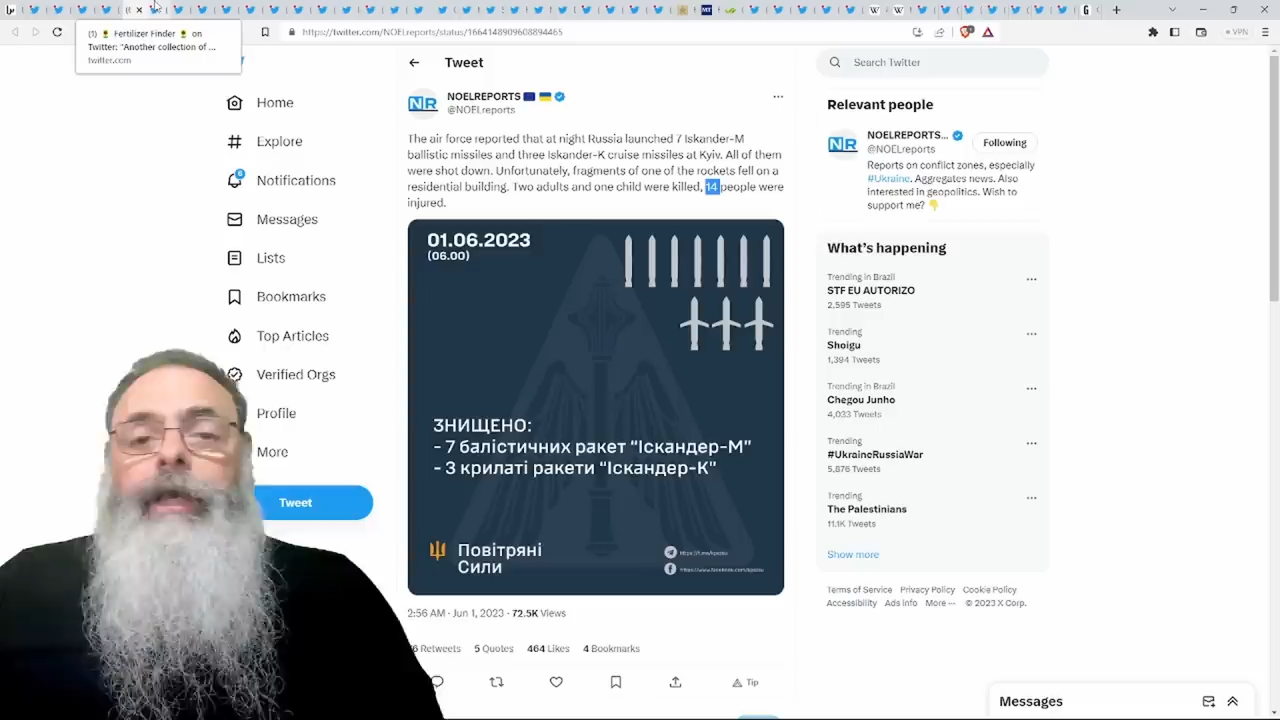 (1) 🌻 Fertilizer Finder 🌻 on
Twitter: "Another collection of ...
twitter.com
https://twitter.com/NOELreports/status/1664148909608894465
VPN
Home
Explore
6
Notifications
Messages
Lists
Bookmarks
Top Articles
Verified Orgs
Profile
More
Tweet
Tweet
NR
NOELREPORTS 🇪🇺 🇺🇦
@NOELreports
The air force reported that at night Russia launched 7 Iskander-M
ballistic missiles and three Iskander-K cruise missiles at Kyiv. All of them
were shot down. Unfortunately, fragments of one of the rockets fell on a
residential building. Two adults and one child were killed, 14 people were
injured.
01.06.2023
(06.00)
ЗНИЩЕНО:
- 7 балістичних ракет "Іскандер-М"
- 3 крилаті ракети "Іскандер-К"
Повітряні
Сили
2:56 AM · Jun 1, 2023 · 72.5K Views
6 Retweets 5 Quotes 464 Likes 4 Bookmarks
Tip
Search Twitter
Relevant people
NR
NOELREPORTS...
@NOELreports
Following
Reports on conflict zones, especially
#Ukraine. Aggregates news. Also
interested in geopolitics. Wish to
support me? 👇
What's happening
Trending in Brazil
STF EU AUTORIZO
2,595 Tweets
Trending
Shoigu
1,394 Tweets
Trending in Brazil
Chegou Junho
4,033 Tweets
Trending
#UkraineRussiaWar
5,876 Tweets
Trending
The Palestinians
11.1K Tweets
Show more
Terms of Service Privacy Policy Cookie Policy
Accessibility Ads info More ··· © 2023 X Corp.
Messages